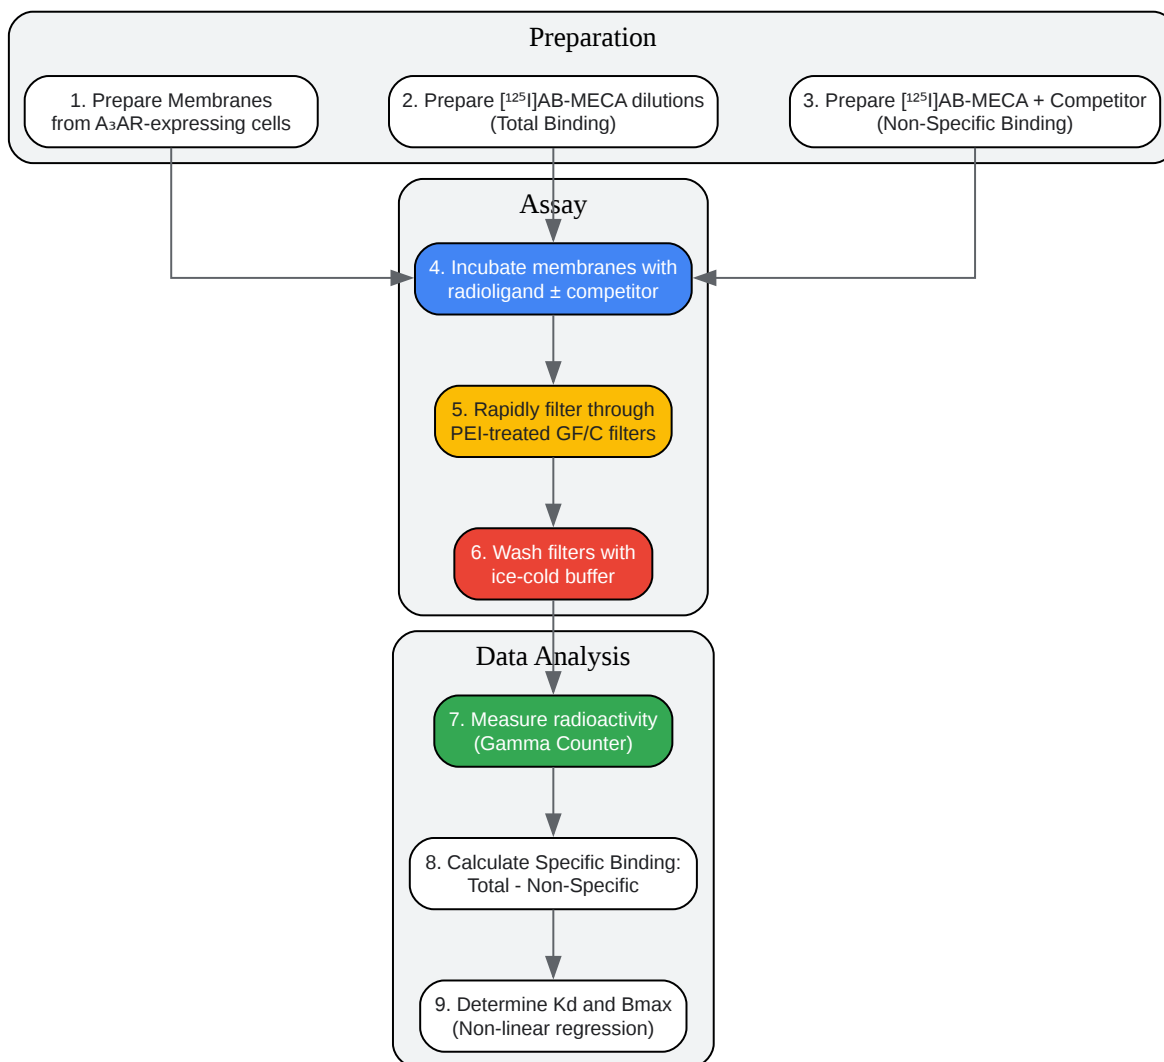 Preparation
1. Prepare Membranes
from A₃AR-expressing cells
2. Prepare [¹²⁵I]AB-MECA dilutions
(Total Binding)
3. Prepare [¹²⁵I]AB-MECA + Competitor
(Non-Specific Binding)
Assay
4. Incubate membranes with
radioligand ± competitor
5. Rapidly filter through
PEI-treated GF/C filters
6. Wash filters with
ice-cold buffer
Data Analysis
7. Measure radioactivity
(Gamma Counter)
8. Calculate Specific Binding:
Total - Non-Specific
9. Determine Kd and Bmax
(Non-linear regression)